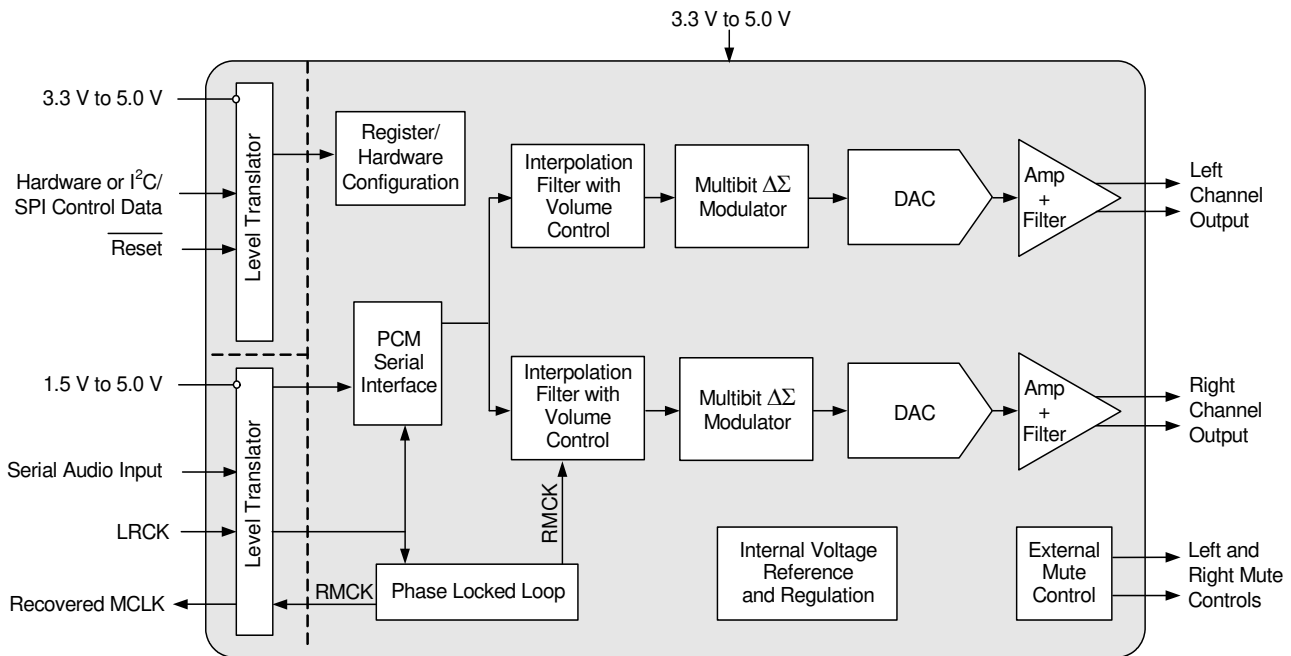 3.3 V to 5.0 V
3.3 V to 5.0 V
Hardware or I²C/
SPI Control Data
Reset
Level Translator
Register/
Hardware
Configuration
Interpolation
Filter with
Volume
Control
Multibit ΔΣ
Modulator
DAC
Amp
+
Filter
Left
Channel
Output
PCM
Serial
Interface
1.5 V to 5.0 V
Serial Audio Input
LRCK
Recovered MCLK
Level Translator
Interpolation
Filter with
Volume
Control
Multibit ΔΣ
Modulator
DAC
Amp
+
Filter
Right
Channel
Output
RMCK
RMCK
Phase Locked Loop
Internal Voltage
Reference
and Regulation
External
Mute
Control
Left and
Right Mute
Controls